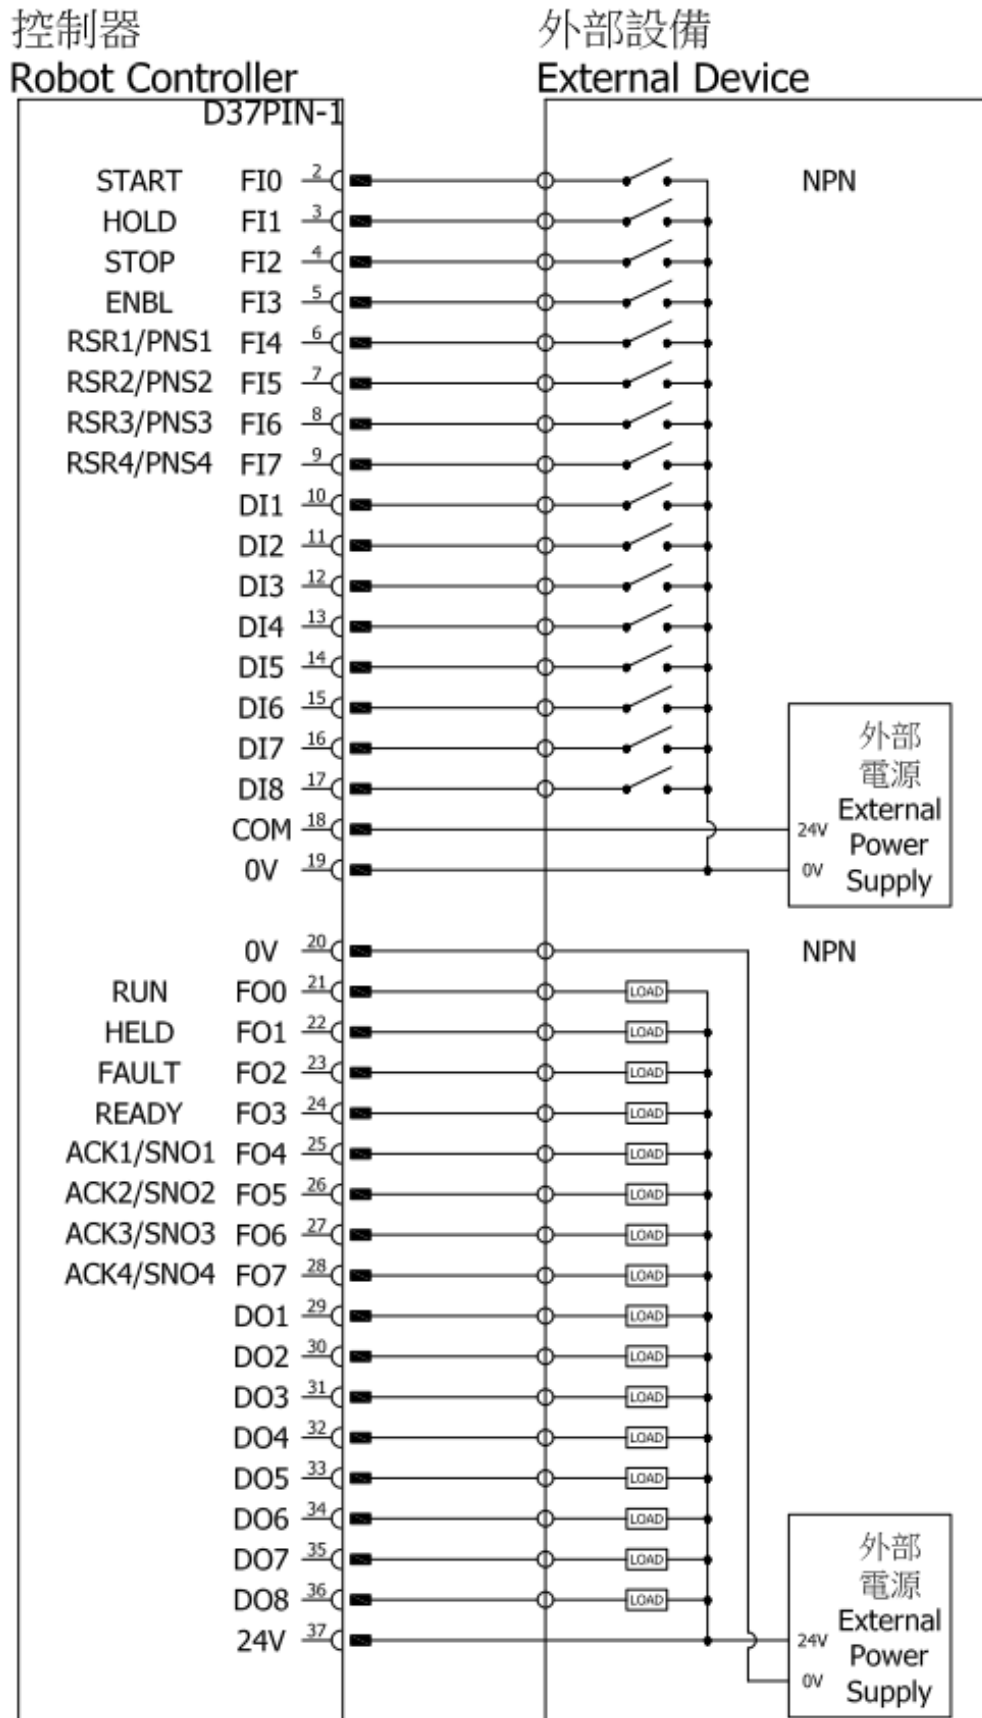 控制器
Robot Controller
外部設備
External Device
D37PIN-1
START FI0 2 NPN
HOLD FI1 3
STOP FI2 4
ENBL FI3 5
RSR1/PNS1 FI4 6
RSR2/PNS2 FI5 7
RSR3/PNS3 FI6 8
RSR4/PNS4 FI7 9
DI1 10
DI2 11
DI3 12
DI4 13
DI5 14
DI6 15
DI7 16
DI8 17
COM 18
0V 19
外部
電源
External
Power
Supply
24V
0V
0V 20 NPN
RUN FO0 21 LOAD
HELD FO1 22 LOAD
FAULT FO2 23 LOAD
READY FO3 24 LOAD
ACK1/SNO1 FO4 25 LOAD
ACK2/SNO2 FO5 26 LOAD
ACK3/SNO3 FO6 27 LOAD
ACK4/SNO4 FO7 28 LOAD
DO1 29 LOAD
DO2 30 LOAD
DO3 31 LOAD
DO4 32 LOAD
DO5 33 LOAD
DO6 34 LOAD
DO7 35 LOAD
DO8 36 LOAD
24V 37
外部
電源
External
Power
Supply
24V
0V